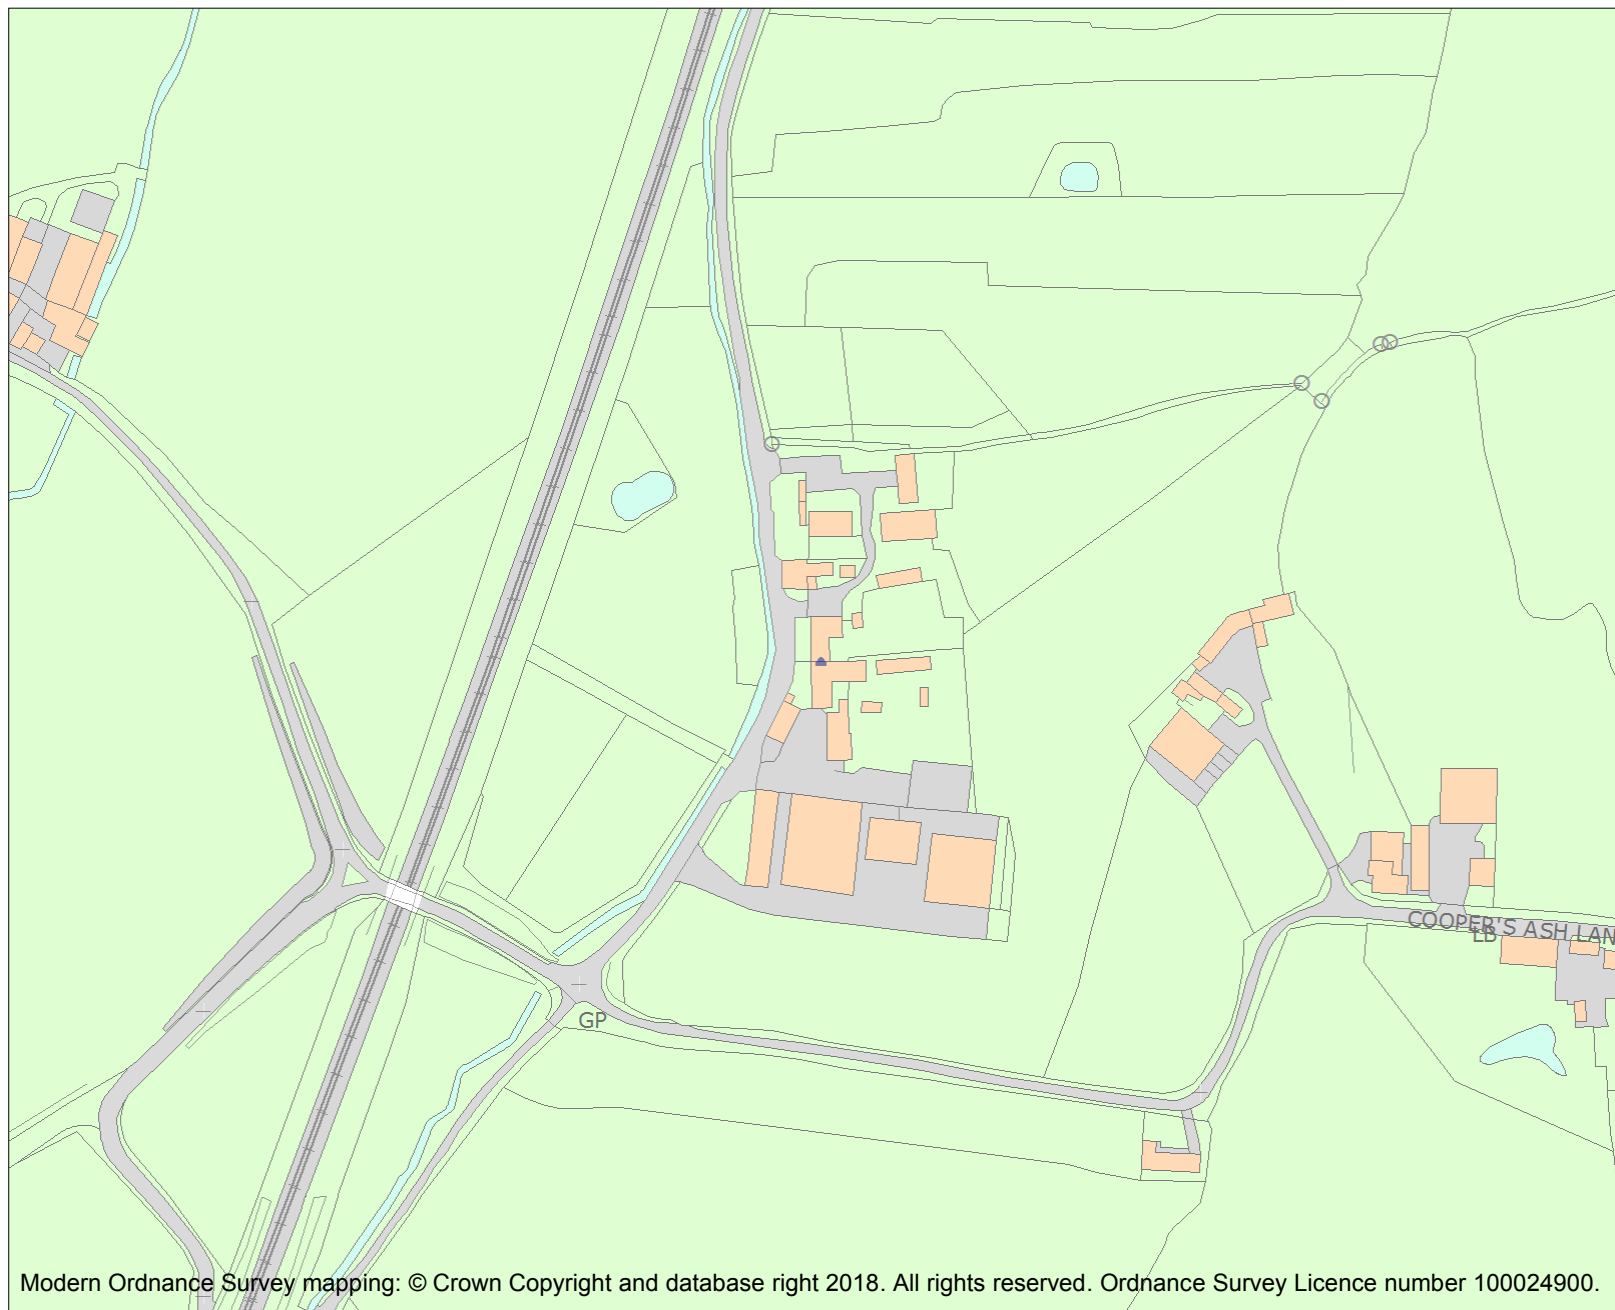 COOPER'S ASH LAN
LB
GP
Modern Ordnance Survey mapping: © Crown Copyright and database right 2018. All rights reserved. Ordnance Survey Licence number 100024900.